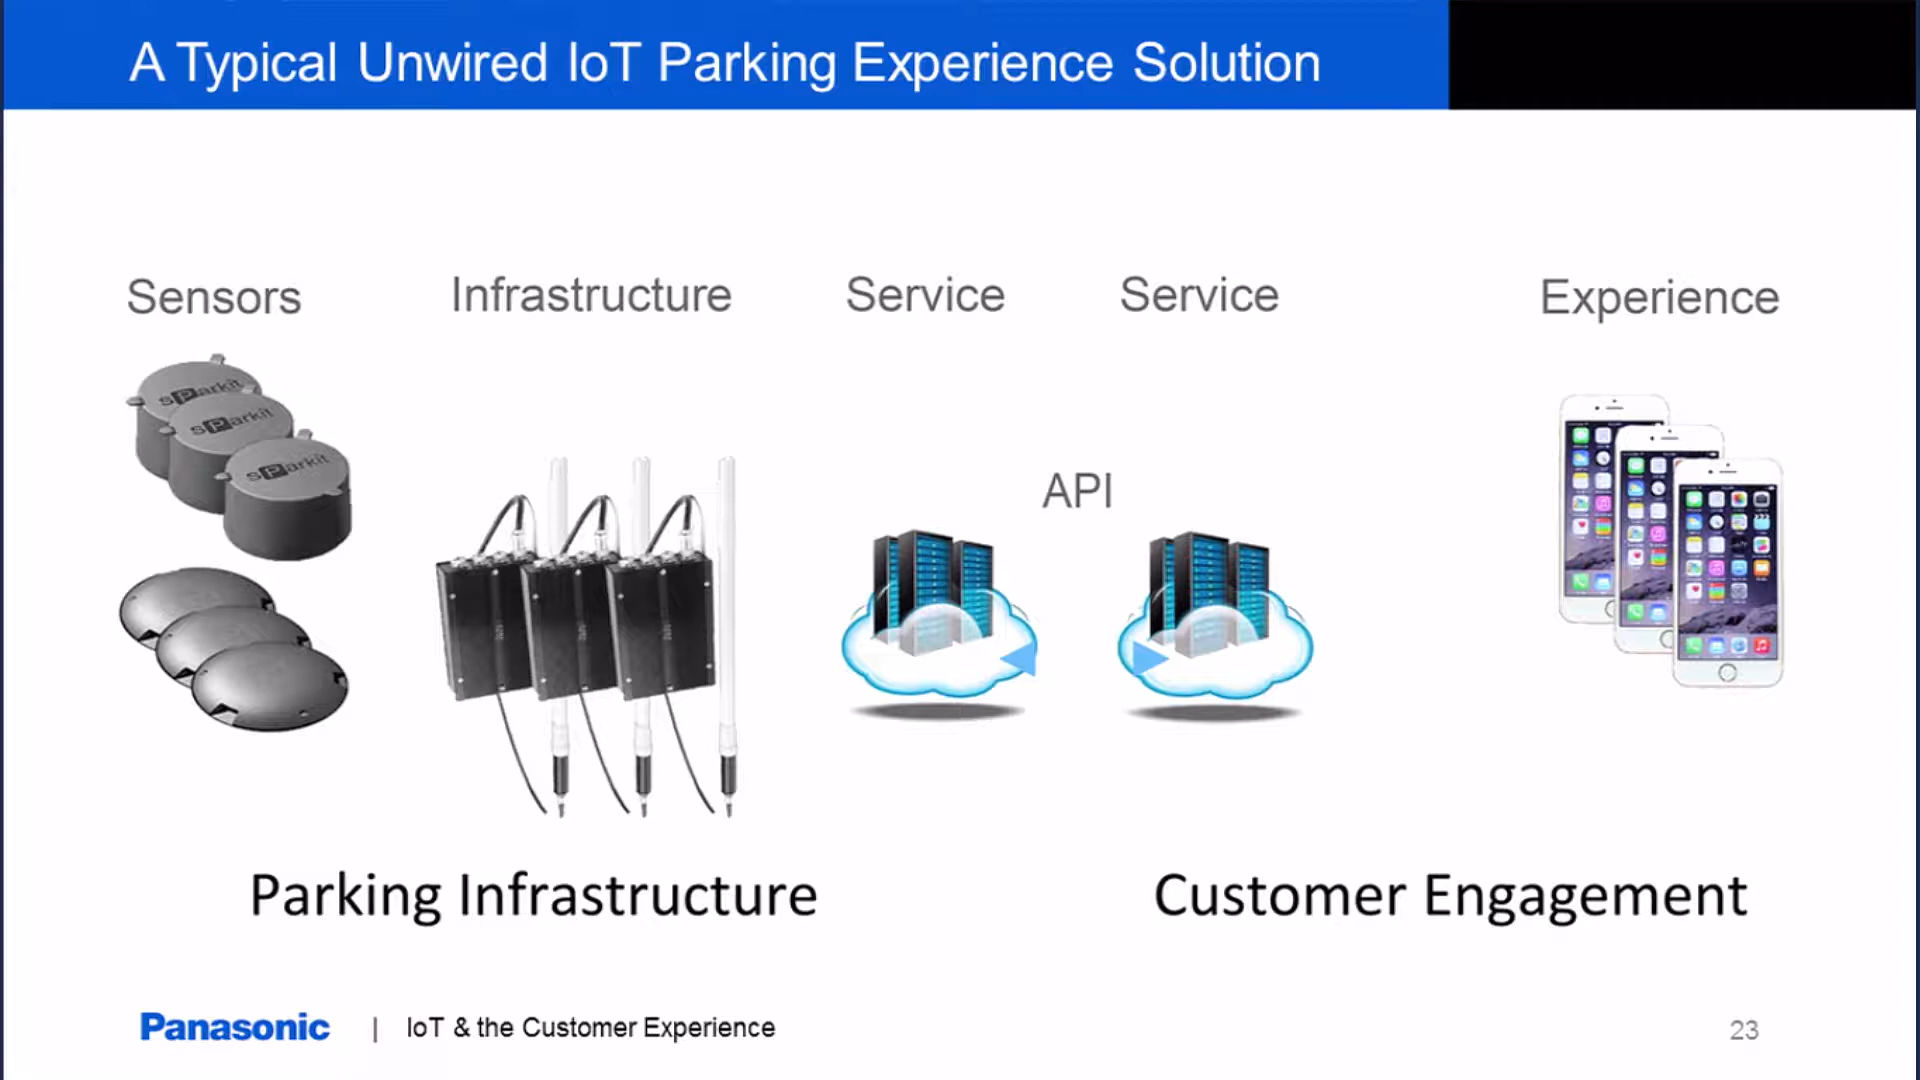 A Typical Unwired IoT Parking Experience Solution
Sensors
Infrastructure
Service
Service
Experience
sParkit
sParkit
sParkit
API
Parking Infrastructure
Customer Engagement
Panasonic | IoT & the Customer Experience
23